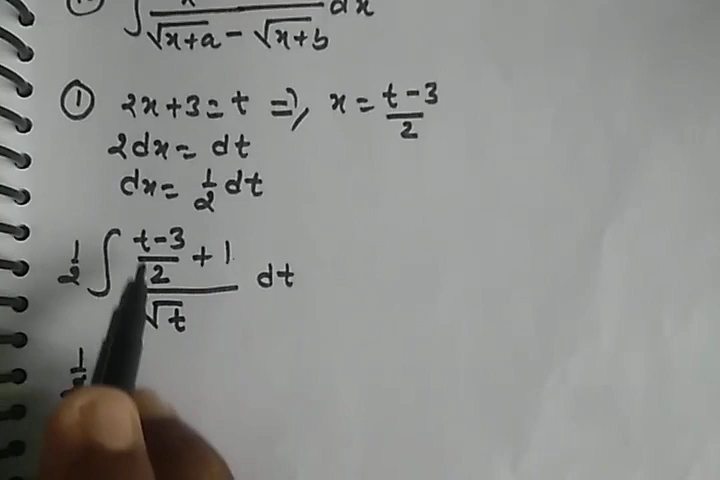 ∫ x / (√x+a − √x+b) dx
① 2x+3=t ⇒, x = (t−3)/2
2dx = dt
dx = 1/2 dt
1/2 ∫ ((t−3)/2 + 1) / √t dt